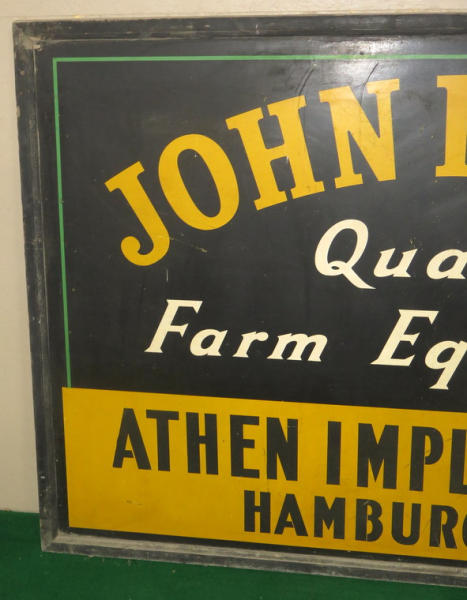 JOHN
Qua
Farm Eq
ATHEN IMPL
HAMBUR